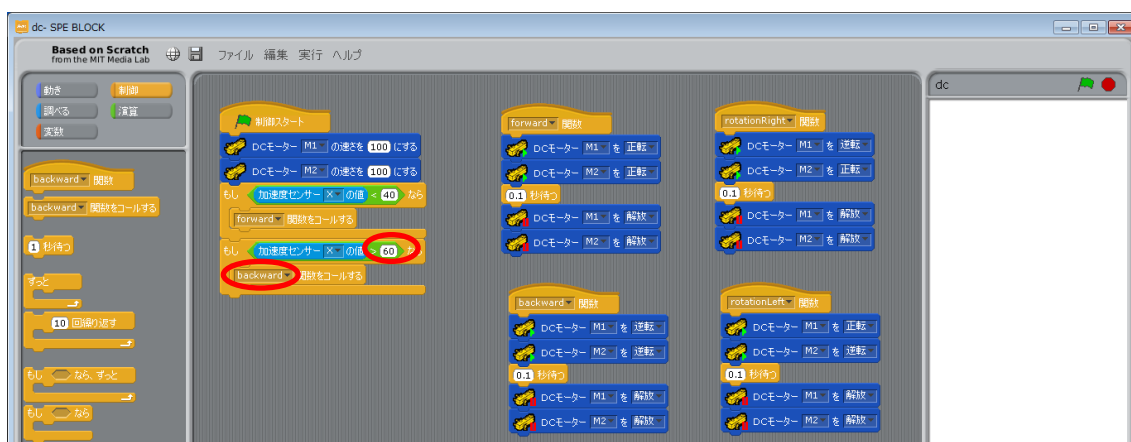 dc- SPE BLOCK
Based on Scratch
from the MIT Media Lab
ファイル 編集 実行 ヘルプ
動き 制御
調べる 演算
変数
backward 関数
backward 関数をコールする
1 秒待つ
ずっと
10 回繰り返す
もし なら、ずっと
もし なら
制御スタート
DCモーター M1 の速さを 100 にする
DCモーター M2 の速さを 100 にする
もし 加速度センサー X の値 < 40 なら
forward 関数をコールする
もし 加速度センサー X の値 > 60 なら
backward 関数をコールする
forward 関数
DCモーター M1 を 正転
DCモーター M2 を 正転
0.1 秒待つ
DCモーター M1 を 解放
DCモーター M2 を 解放
backward 関数
DCモーター M1 を 逆転
DCモーター M2 を 逆転
0.1 秒待つ
DCモーター M1 を 解放
DCモーター M2 を 解放
rotationRight 関数
DCモーター M1 を 逆転
DCモーター M2 を 正転
0.1 秒待つ
DCモーター M1 を 解放
DCモーター M2 を 解放
rotationLeft 関数
DCモーター M1 を 正転
DCモーター M2 を 逆転
0.1 秒待つ
DCモーター M1 を 解放
DCモーター M2 を 解放
dc